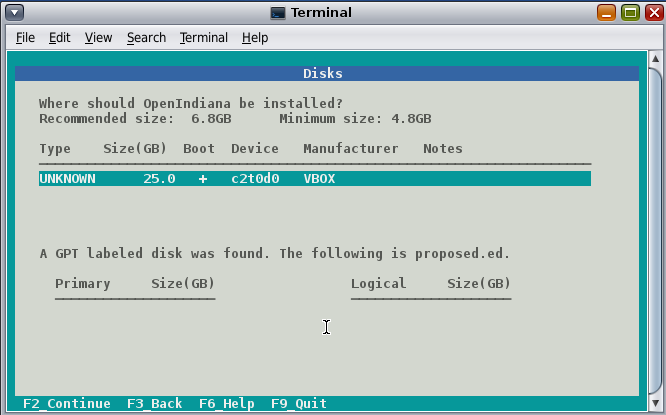 Terminal
File Edit View Search Terminal Help
Disks
Where should OpenIndiana be installed?
Recommended size: 6.8GB Minimum size: 4.8GB
Type Size(GB) Boot Device Manufacturer Notes
UNKNOWN 25.0 + c2t0d0 VBOX
A GPT labeled disk was found. The following is proposed.ed.
Primary Size(GB) Logical Size(GB)
F2_Continue F3_Back F6_Help F9_Quit